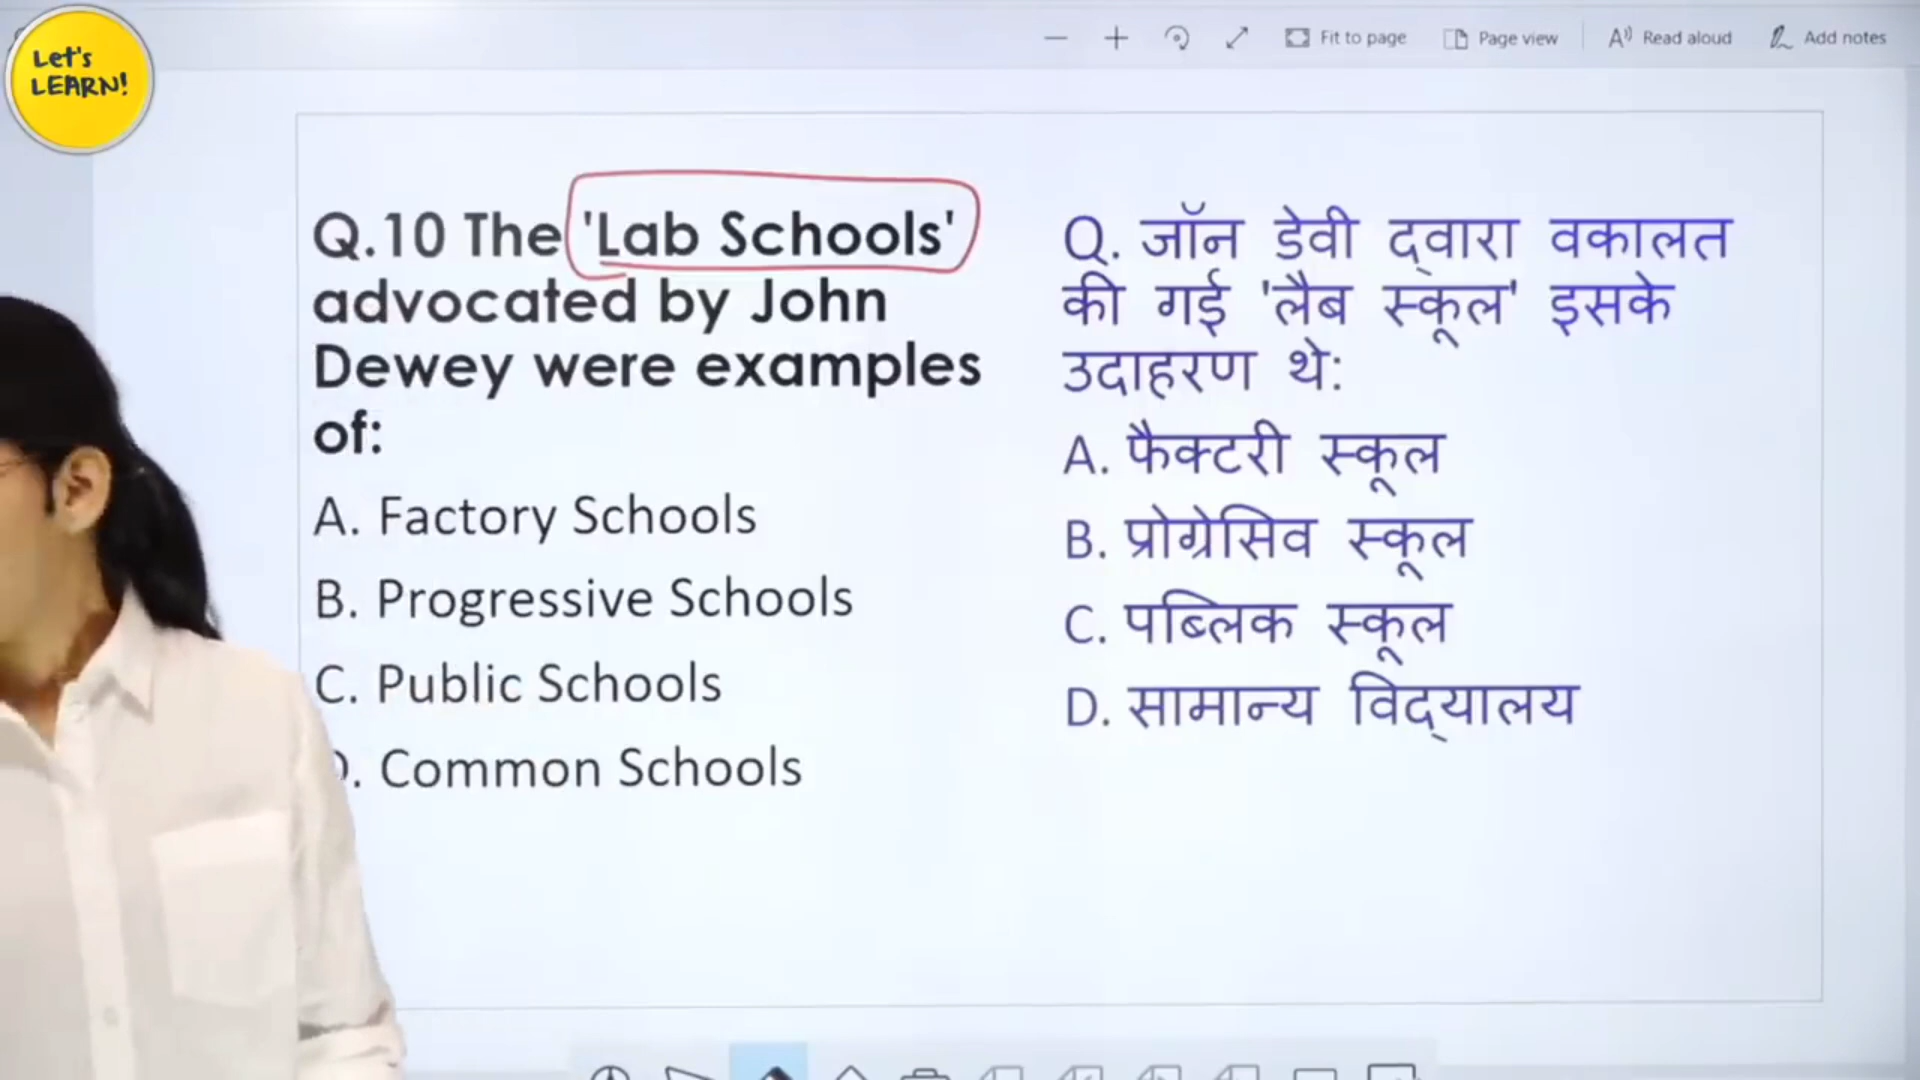 Let's
LEARN!
Fit to page
Page view
Read aloud
Add notes
Q.10 The 'Lab Schools'
advocated by John
Dewey were examples
of:
A. Factory Schools
B. Progressive Schools
C. Public Schools
D. Common Schools
Q. जॉन डेवी द्वारा वकालत
की गई 'लैब स्कूल' इसके
उदाहरण थे:
A. फैक्टरी स्कूल
B. प्रोग्रेसिव स्कूल
C. पब्लिक स्कूल
D. सामान्य विद्यालय